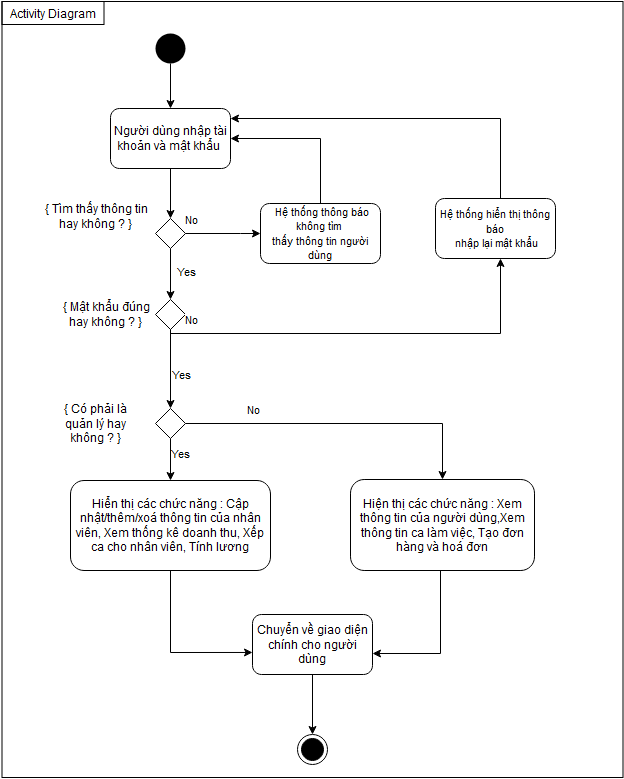 Activity Diagram
Người dùng nhập tài
khoản và mật khẩu
{ Tìm thấy thông tin
hay không ? }
No
Hệ thống thông báo
không tìm
thấy thông tin người
dùng
Hệ thống hiển thị thông
báo
nhập lại mật khẩu
Yes
{ Mật khẩu đúng
hay không ? }
No
Yes
{ Có phải là
quản lý hay
không ? }
No
Yes
Hiển thị các chức năng : Cập
nhật/thêm/xoá thông tin của nhân
viên, Xem thống kê doanh thu, Xếp
ca cho nhân viên, Tính lương
Hiện thị các chức năng : Xem
thông tin của người dùng,Xem
thông tin ca làm việc, Tạo đơn
hàng và hoá đơn
Chuyển về giao diện
chính cho người
dùng